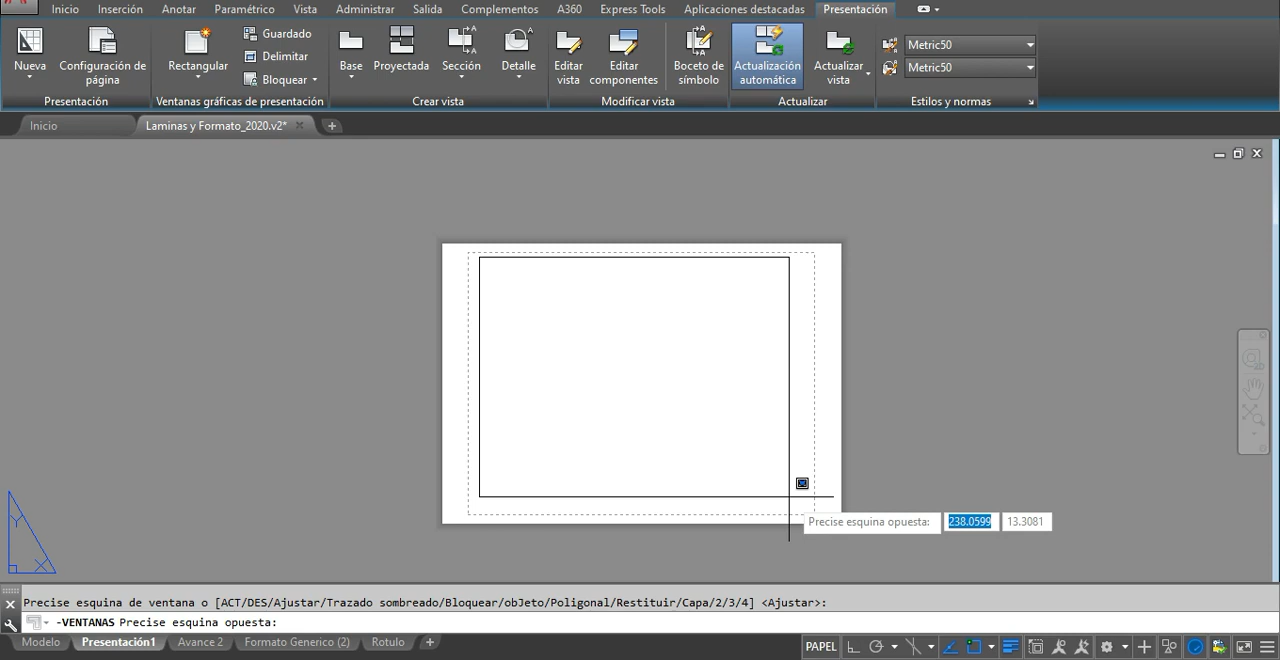 Inicio Inserción Anotar Paramétrico Vista Administrar Salida Complementos A360 Express Tools Aplicaciones destacadas Presentación
Nueva
Configuración de página
Presentación
Rectangular
Guardado
Delimitar
Bloquear
Ventanas gráficas de presentación
Base
Proyectada
Sección
Detalle
Crear vista
Editar vista
Editar componentes
Boceto de símbolo
Modificar vista
Actualización automática
Actualizar vista
Actualizar
Metric50
Metric50
Estilos y normas
Inicio
Laminas y Formato_2020.v2*
Precise esquina opuesta: 238.0599 13.3081
Y
X
Precise esquina de ventana o [ACT/DES/Ajustar/Trazado sombreado/Bloquear/obJeto/Poligonal/Restituir/Capa/2/3/4] <Ajustar>:
-VENTANAS Precise esquina opuesta:
Modelo Presentación1 Avance 2 Formato Generico (2) Rotulo
PAPEL